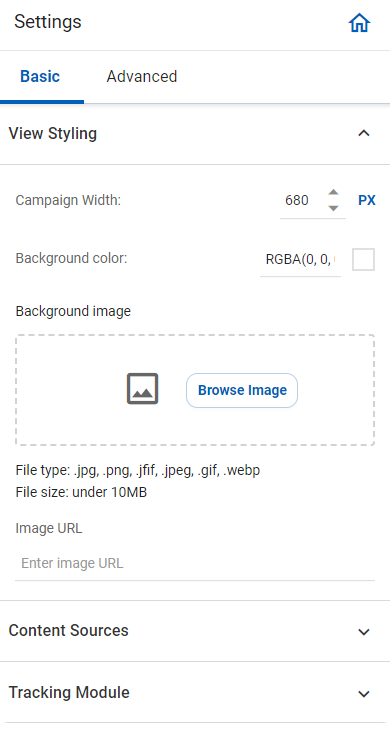 Settings
Basic Advanced
View Styling
Campaign Width: 680 PX
Background color: RGBA(0, 0,
Background image
Browse Image
File type: .jpg, .png, .jfif, .jpeg, .gif, .webp
File size: under 10MB
Image URL
Enter image URL
Content Sources
Tracking Module